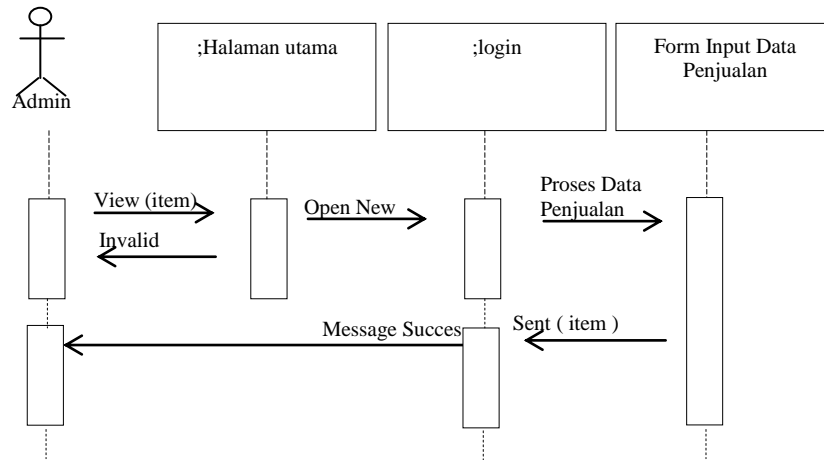 ;Halaman utama
;login
Form Input Data
Penjualan
Admin
View (item)
Open New
Proses Data
Penjualan
Invalid
Message Succes
Sent ( item )